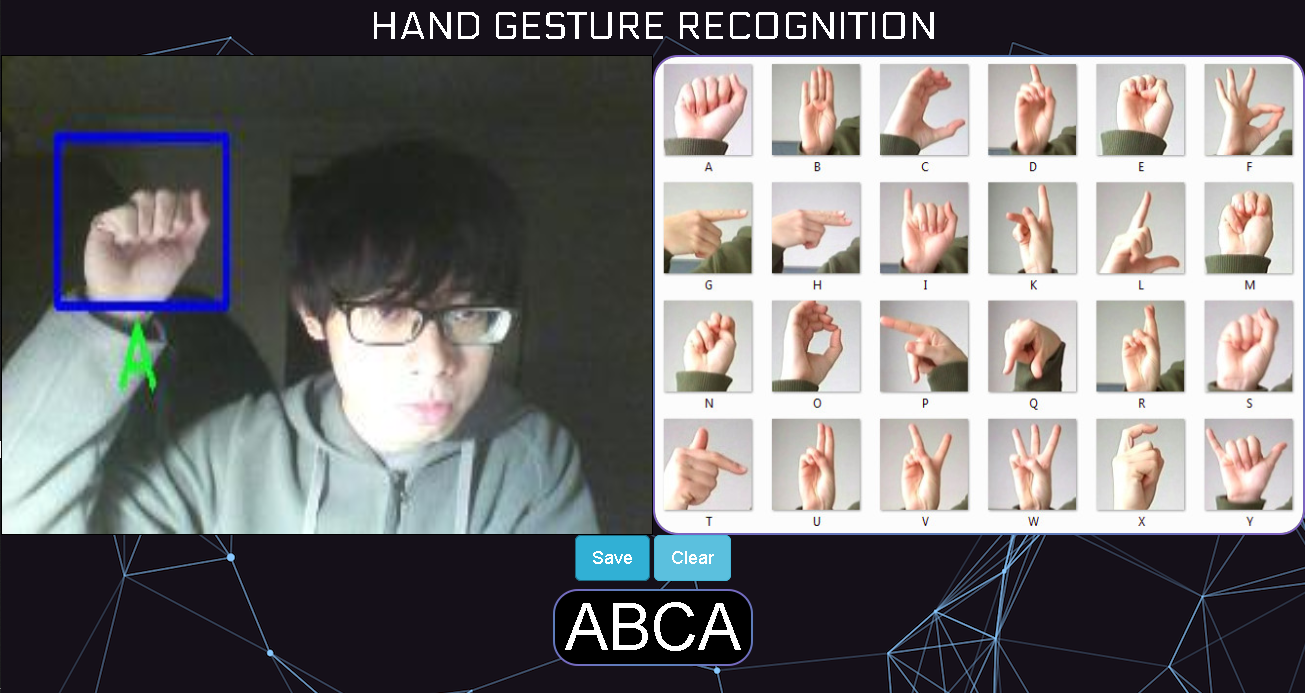 HAND GESTURE RECOGNITION
A
A B C D E F
G H I K L M
N O P Q R S
T U V W X Y
Save Clear
ABCA